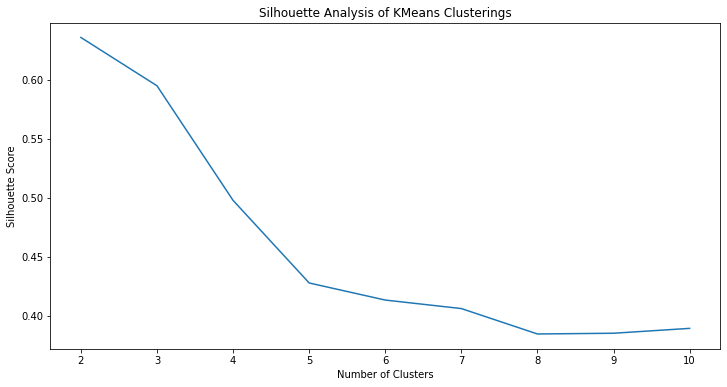 Silhouette Analysis of KMeans Clusterings
0.60
0.55
0.50
0.45
0.40
Silhouette Score
2 3 4 5 6 7 8 9 10
Number of Clusters